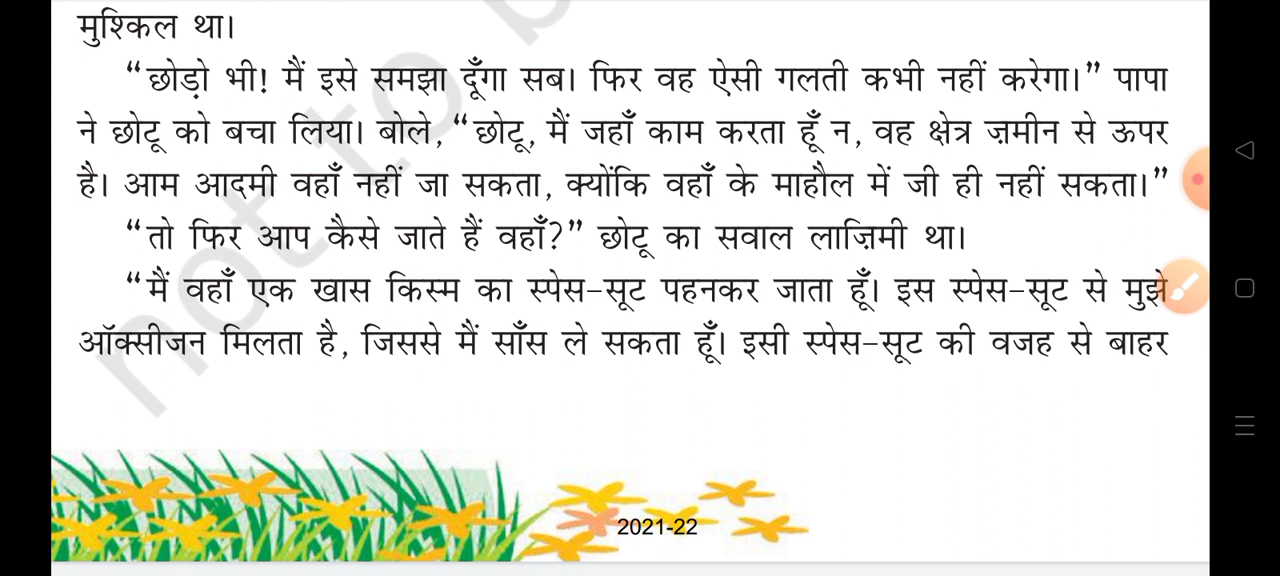 मुश्किल था।
“छोड़ो भी! मैं इसे समझा दूँगा सब। फिर वह ऐसी गलती कभी नहीं करेगा।” पापा
ने छोटू को बचा लिया। बोले, “छोटू, मैं जहाँ काम करता हूँ न, वह क्षेत्र ज़मीन से ऊपर
है। आम आदमी वहाँ नहीं जा सकता, क्योंकि वहाँ के माहौल में जी ही नहीं सकता।”
“तो फिर आप कैसे जाते हैं वहाँ?” छोटू का सवाल लाज़िमी था।
“मैं वहाँ एक खास किस्म का स्पेस-सूट पहनकर जाता हूँ। इस स्पेस-सूट से मुझे
ऑक्सीजन मिलता है, जिससे मैं साँस ले सकता हूँ। इसी स्पेस-सूट की वजह से बाहर
not to b
2021-22